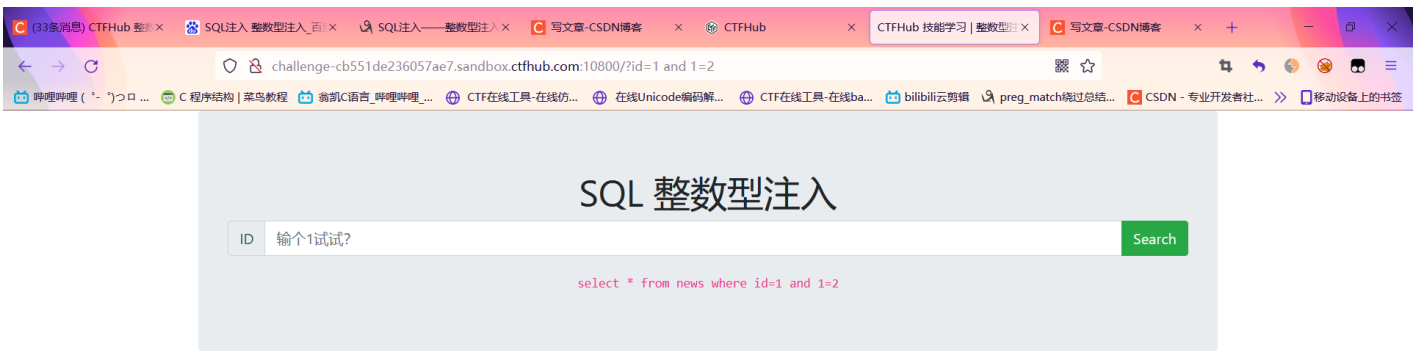 (33条消息) CTFHub 整数 SQL注入 整数型注入_百 SQL注入——整数型注入 写文章-CSDN博客 CTFHub CTFHub 技能学习 | 整数型注 写文章-CSDN博客
challenge-cb551de236057ae7.sandbox.ctfhub.com:10800/?id=1 and 1=2
哔哩哔哩 ( ゜- ゜)つロ ... C 程序结构 | 菜鸟教程 翁凯C语言_哔哩哔哩_... CTF在线工具-在线仿... 在线Unicode编码解... CTF在线工具-在线ba... bilibili云剪辑 preg_match绕过总结... CSDN - 专业开发者社... 移动设备上的书签
SQL 整数型注入
ID 输个1试试? Search
select * from news where id=1 and 1=2